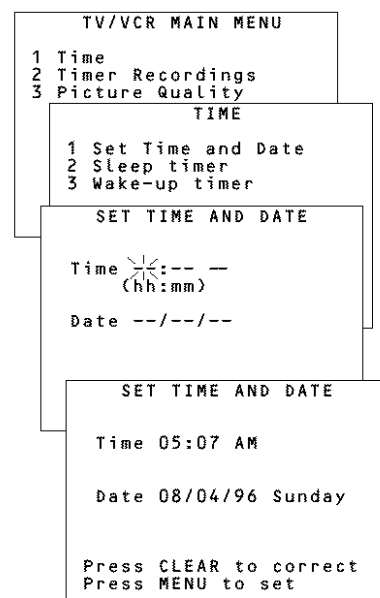 TV/VCR MAIN MENU
1 Time
2 Timer Recordings
3 Picture Quality
TIME
1 Set Time and Date
2 Sleep timer
3 Wake-up timer
SET TIME AND DATE
Time --:-- --
(hh:mm)
Date --/--/--
SET TIME AND DATE
Time 05:07 AM
Date 08/04/96 Sunday
Press CLEAR to correct
Press MENU to set